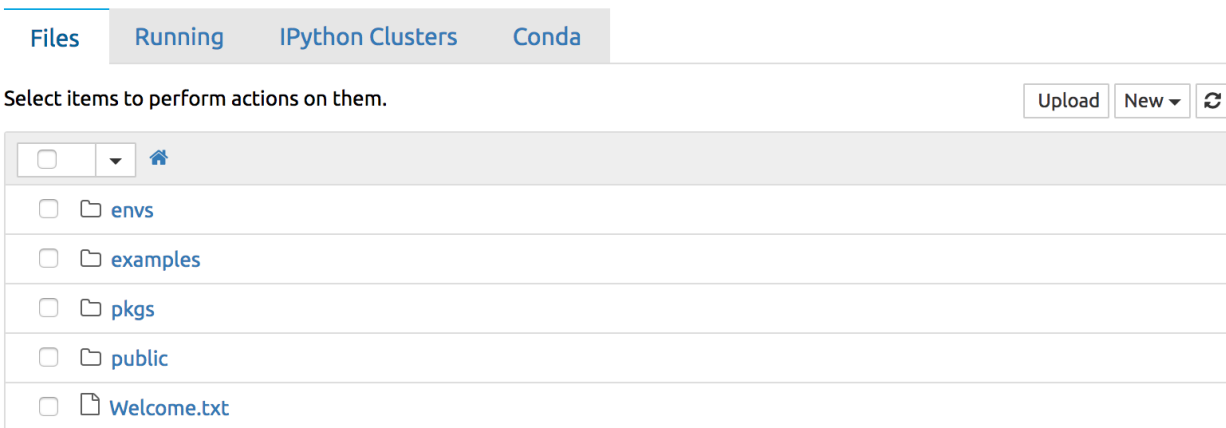 Files Running IPython Clusters Conda
Select items to perform actions on them. Upload New
envs
examples
pkgs
public
Welcome.txt